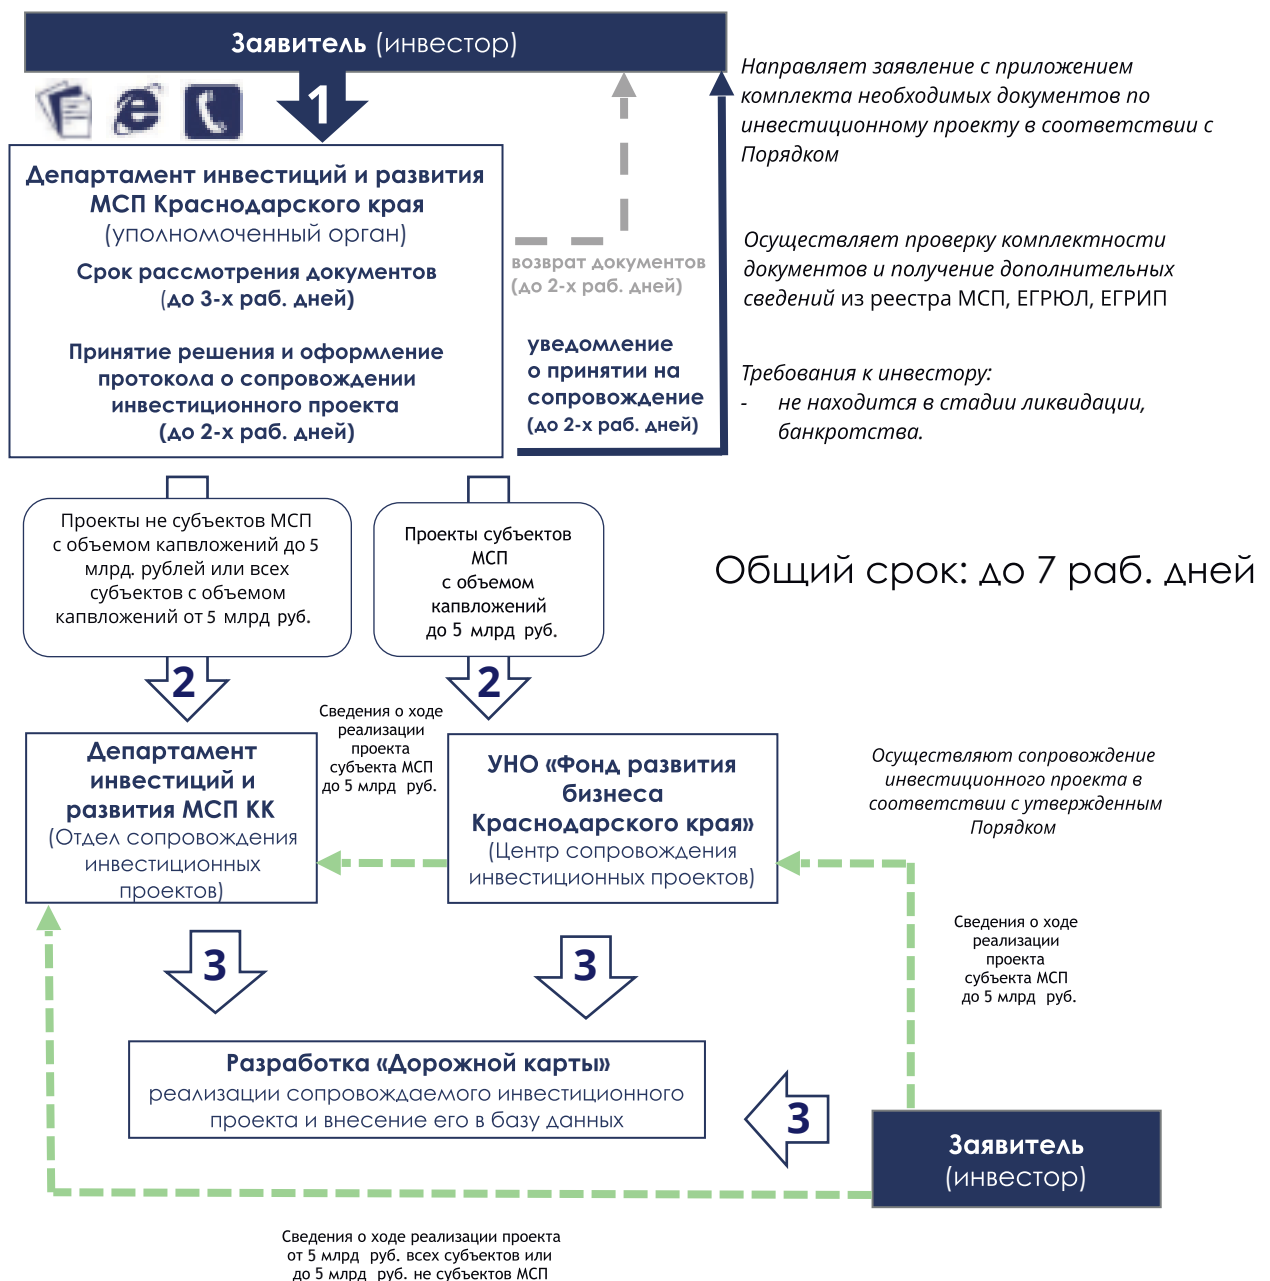 Заявитель (инвестор)
1
Направляет заявление с приложением
комплекта необходимых документов по
инвестиционному проекту в соответствии с
Порядком
Департамент инвестиций и развития
МСП Краснодарского края
(уполномоченный орган)
Срок рассмотрения документов
(до 3-х раб. дней)
Принятие решения и оформление
протокола о сопровождении
инвестиционного проекта
(до 2-х раб. дней)
возврат документов
(до 2-х раб. дней)
уведомление
о принятии на
сопровождение
(до 2-х раб. дней)
Осуществляет проверку комплектности
документов и получение дополнительных
сведений из реестра МСП, ЕГРЮЛ, ЕГРИП
Требования к инвестору:
- не находится в стадии ликвидации,
банкротства.
Проекты не субъектов МСП
с объемом капвложений до 5
млрд. рублей или всех
субъектов с объемом
капвложений от 5 млрд руб.
Проекты субъектов
МСП
с объемом
капвложений
до 5 млрд руб.
Общий срок: до 7 раб. дней
2
2
Департамент
инвестиций и
развития МСП КК
(Отдел сопровождения
инвестиционных
проектов)
Сведения о ходе
реализации
проекта
субъекта МСП
до 5 млрд руб.
УНО «Фонд развития
бизнеса
Краснодарского края»
(Центр сопровождения
инвестиционных проектов)
Осуществляют сопровождение
инвестиционного проекта в
соответствии с утвержденным
Порядком
Сведения о ходе
реализации
проекта
субъекта МСП
до 5 млрд руб.
3
3
Разработка «Дорожной карты»
реализации сопровождаемого инвестиционного
проекта и внесение его в базу данных
3
Заявитель
(инвестор)
Сведения о ходе реализации проекта
от 5 млрд руб. всех субъектов или
до 5 млрд руб. не субъектов МСП